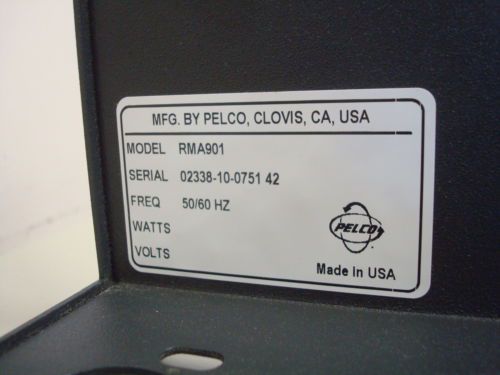 MFG. BY PELCO, CLOVIS, CA, USA
MODEL RMA901
SERIAL 02338-10-0751 42
FREQ 50/60 HZ
WATTS
VOLTS
PELCO
Made In USA